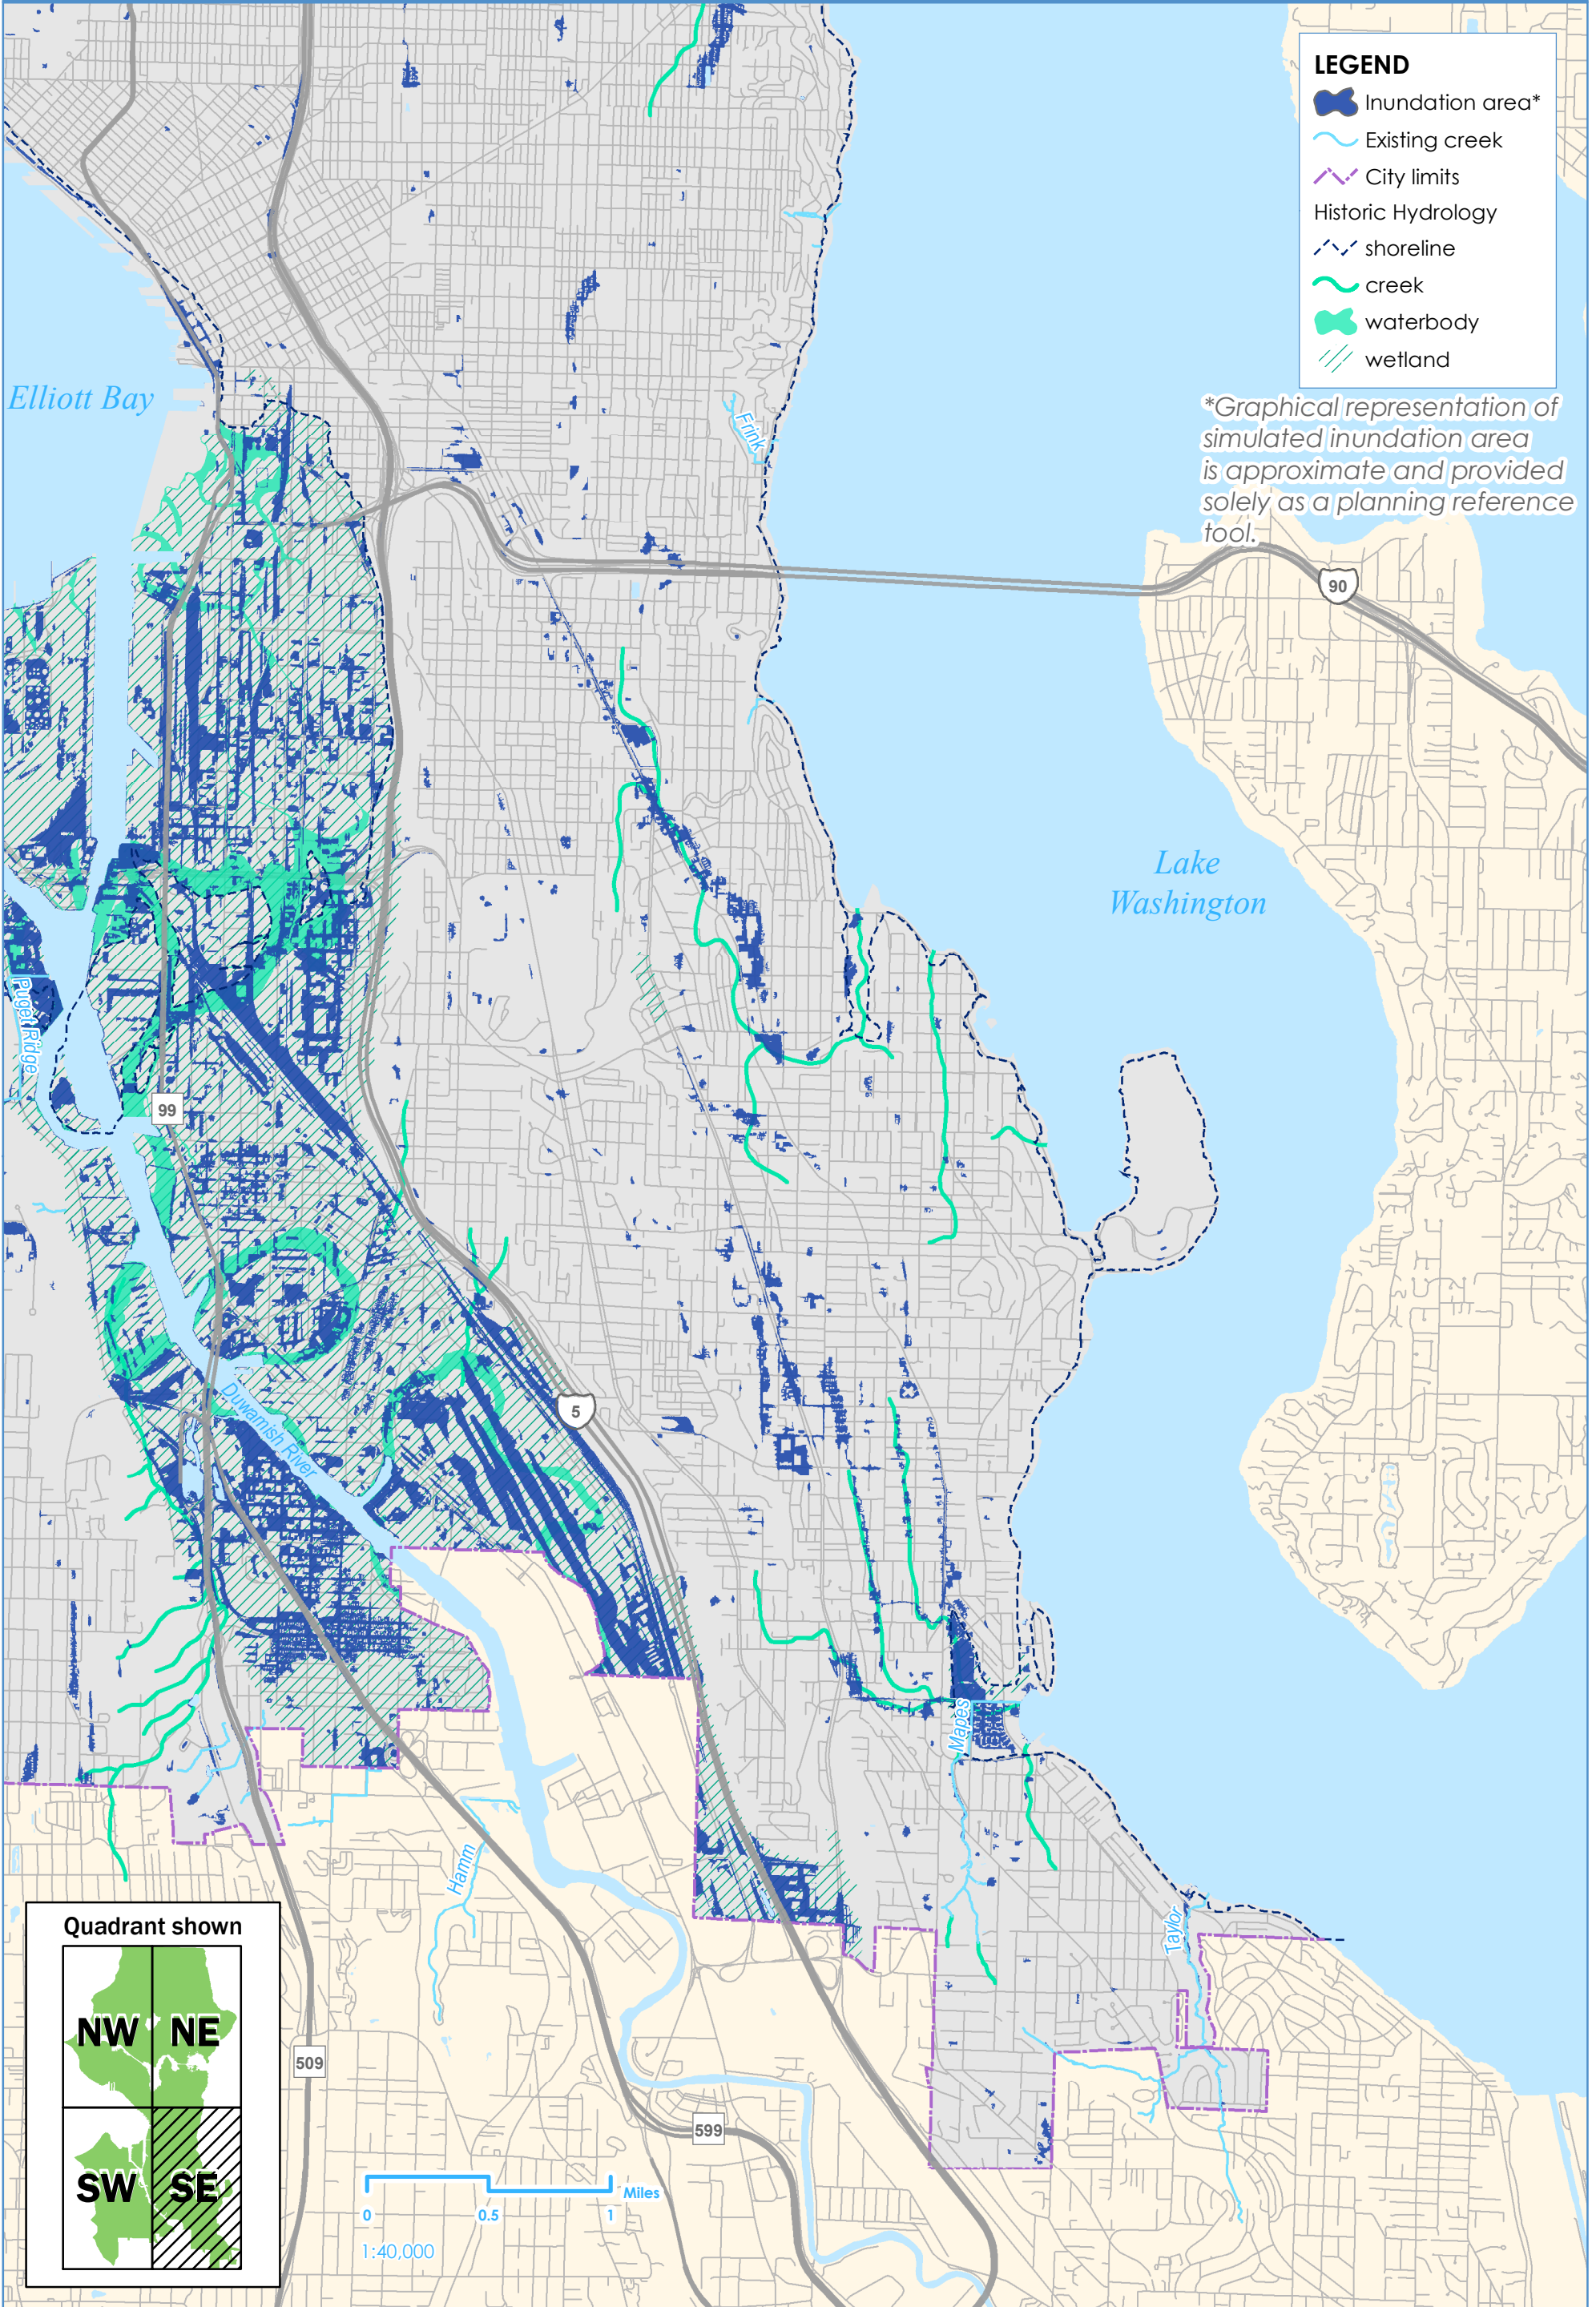 LEGEND
Inundation area*
Existing creek
City limits
Historic Hydrology
shoreline
creek
waterbody
wetland
*Graphical representation of
simulated inundation area
is approximate and provided
solely as a planning reference
tool.
Elliott Bay
Frink
90
Lake
Washington
Puget Ridge
99
Duwamish River
5
Mapes
Hamm
Taylor
Quadrant shown
NW
NE
SW
SE
509
599
Miles
0
0.5
1
1:40,000